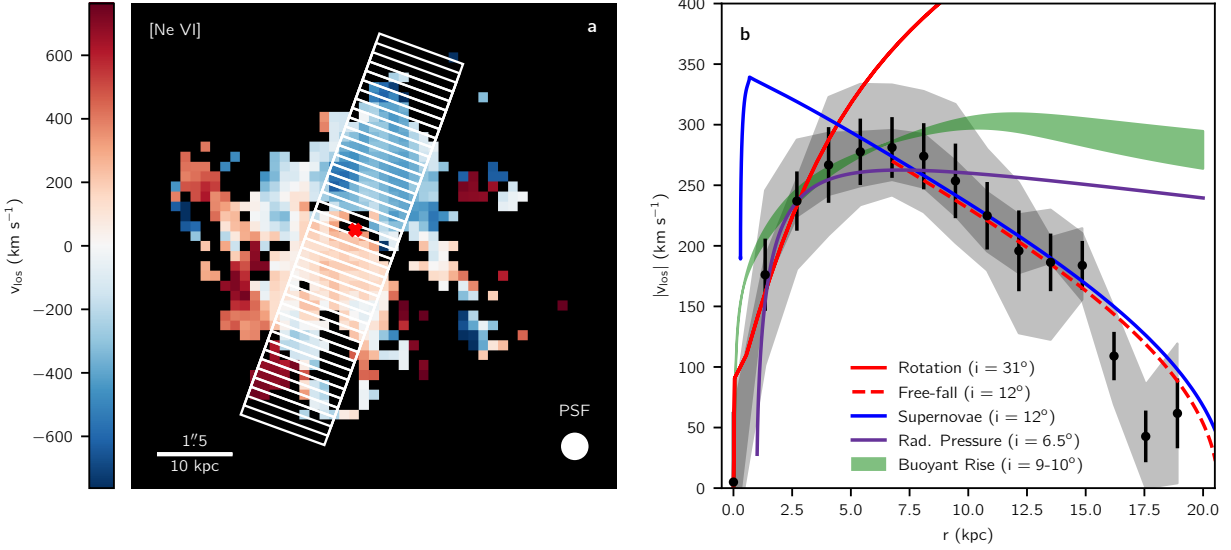 [Ne VI]
a
600
400
200
0
−200
−400
−600
v_los (km s⁻¹)
1″5
10 kpc
PSF
b
400
350
300
250
200
150
100
50
0
|v_los| (km s⁻¹)
Rotation (i = 31°)
Free-fall (i = 12°)
Supernovae (i = 12°)
Rad. Pressure (i = 6.5°)
Buoyant Rise (i = 9-10°)
0.0 2.5 5.0 7.5 10.0 12.5 15.0 17.5 20.0
r (kpc)